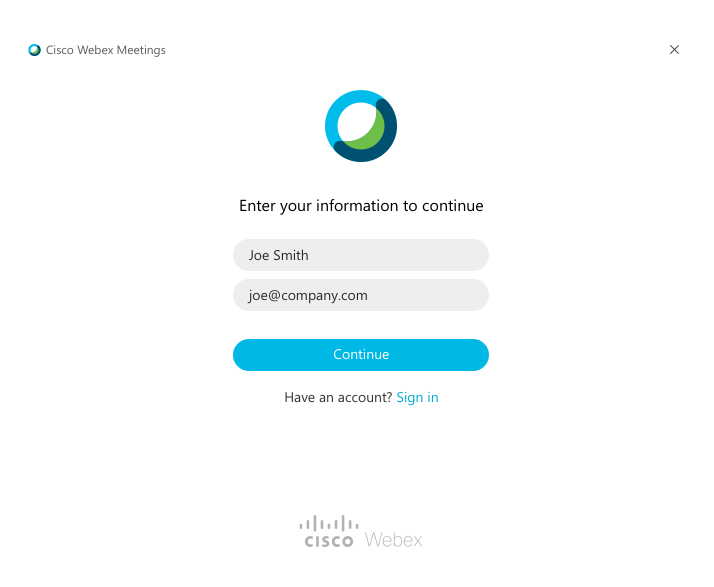 Cisco Webex Meetings
Enter your information to continue
Joe Smith
joe@company.com
Continue
Have an account? Sign in
CISCO Webex